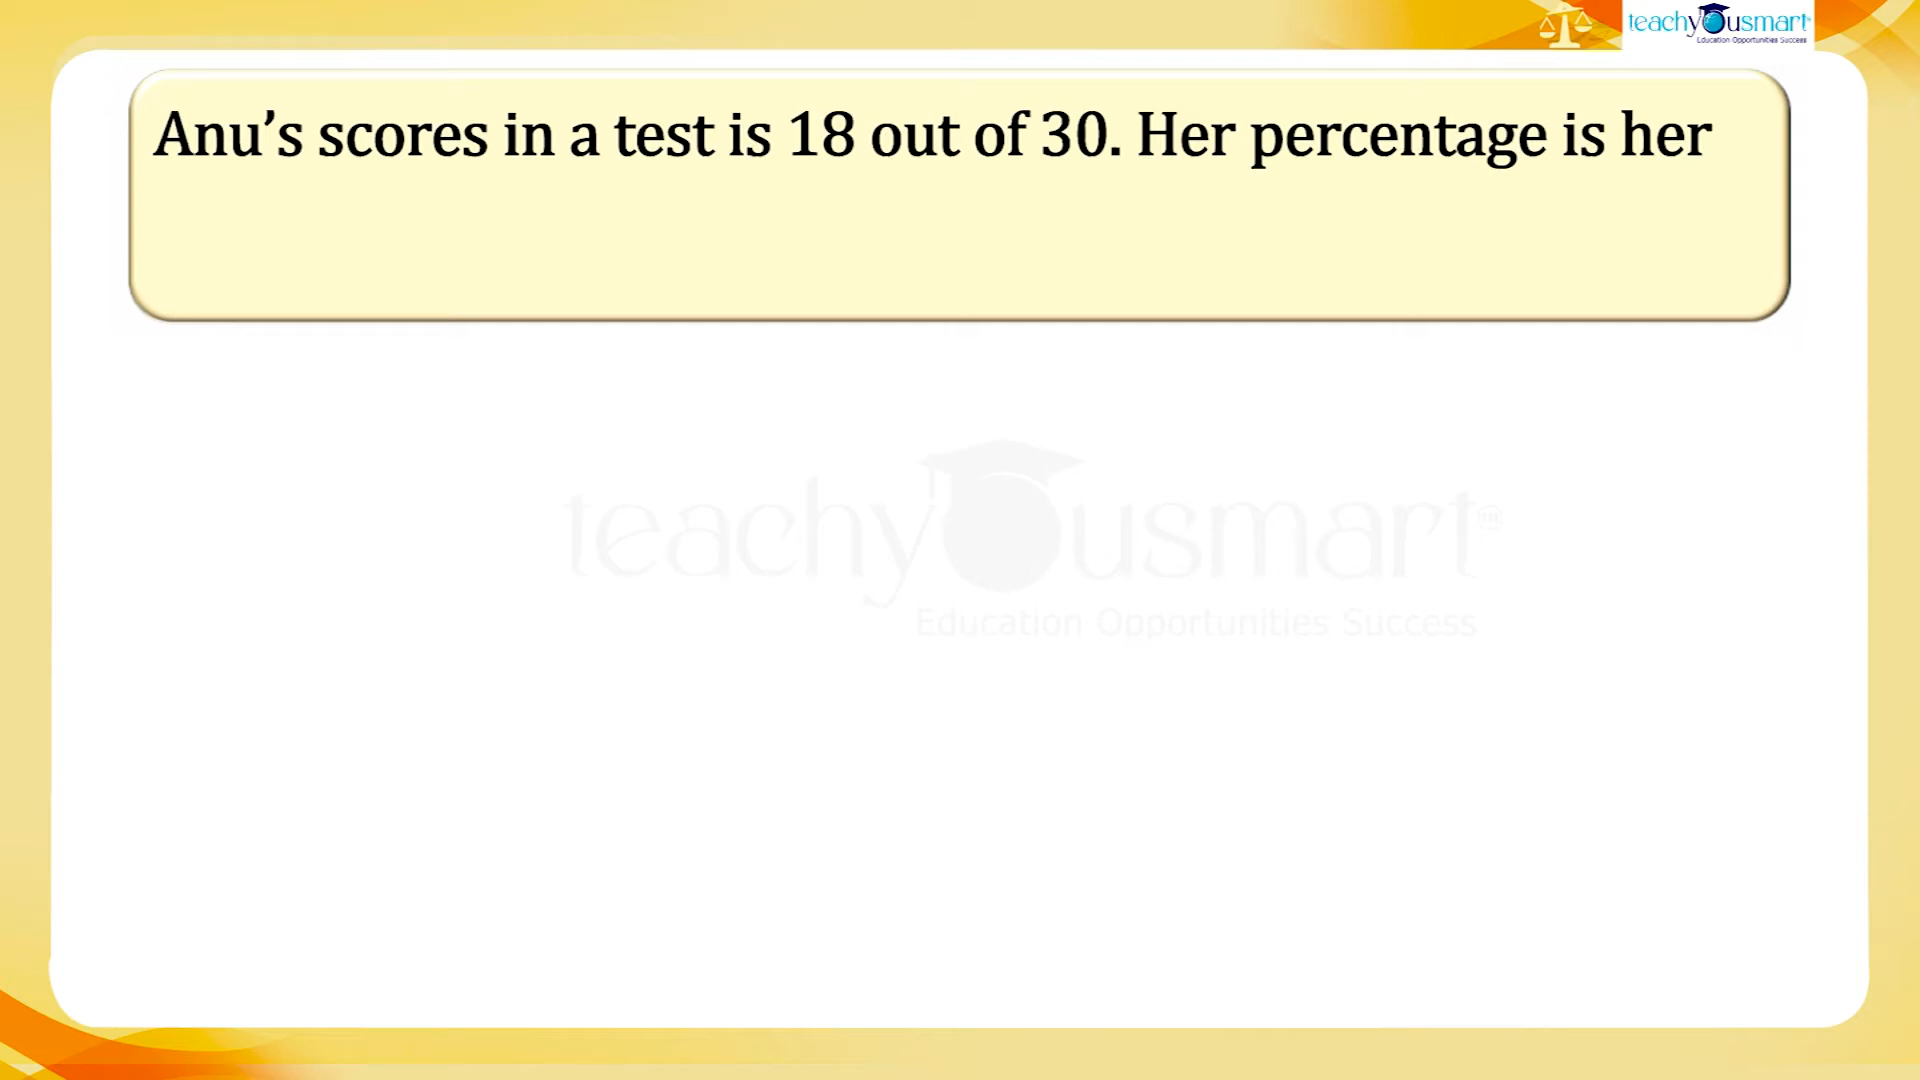 teachyousmart
Education Opportunities Success
Anu’s scores in a test is 18 out of 30. Her percentage is her
teachyousmart
Education Opportunities Success